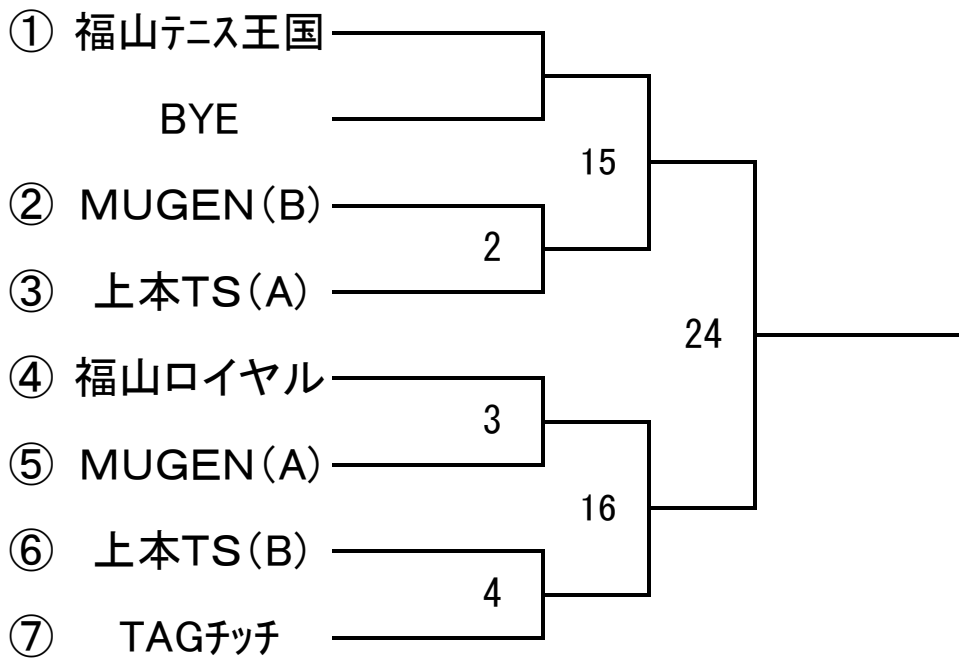 ① 福山テニス王国
BYE
15
② MUGEN(B)
2
③ 上本TS(A)
24
④ 福山ロイヤル
3
⑤ MUGEN(A)
16
⑥ 上本TS(B)
4
⑦ TAGチッチ